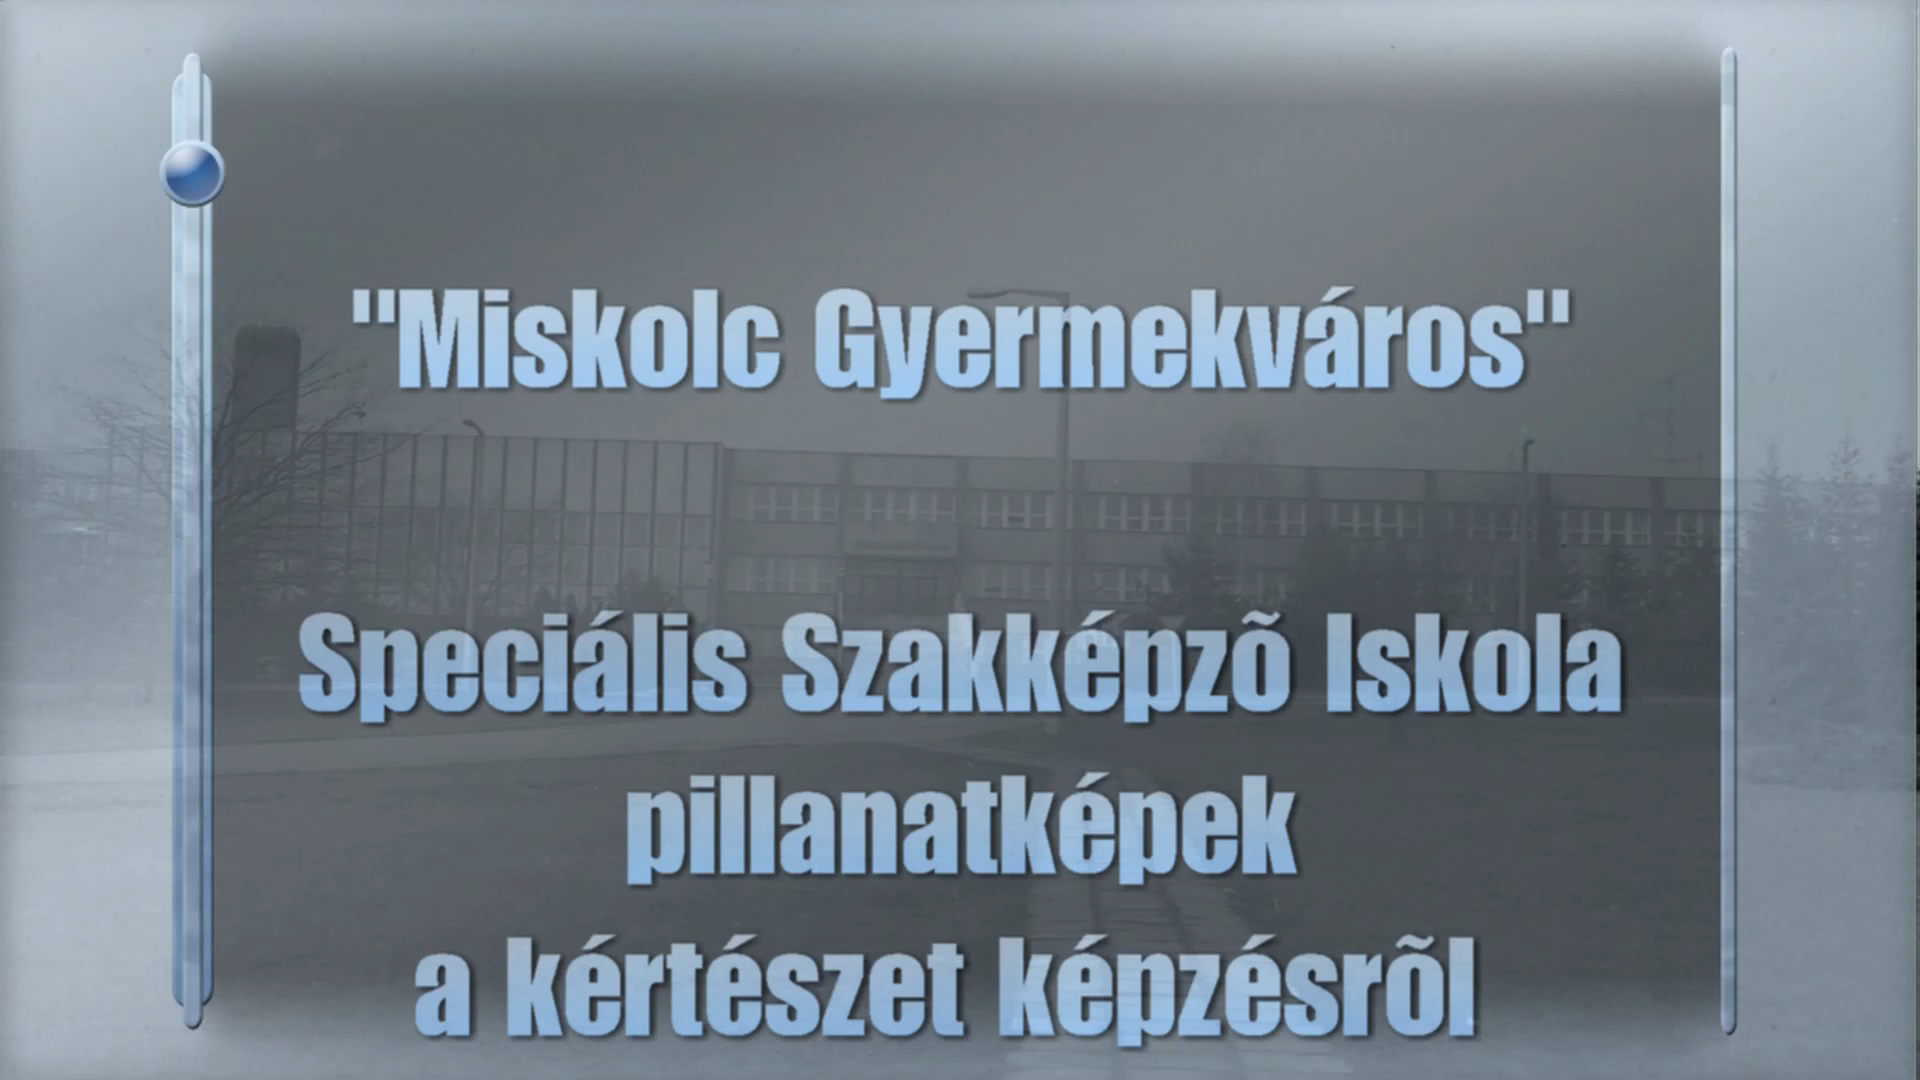 "Miskolc Gyermekváros"
Speciális Szakképzõ Iskola
pillanatképek
a kértészet képzésrõl